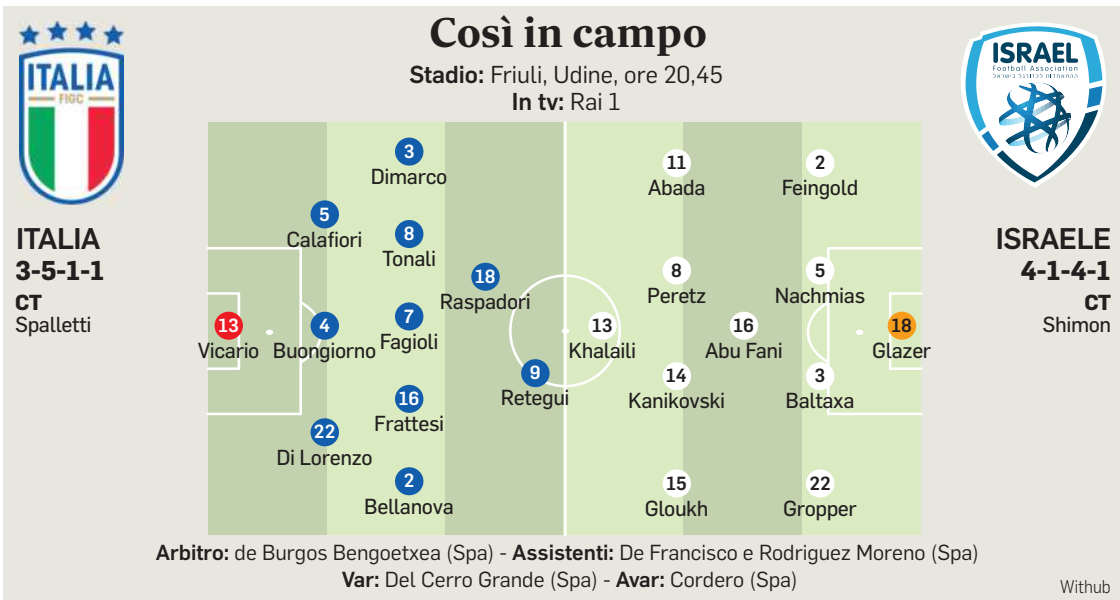 Così in campo
Stadio: Friuli, Udine, ore 20,45
In tv: Rai 1
ITALIA
FIGC
ITALIA
3-5-1-1
CT
Spalletti
ISRAEL
Football Association
ההתאחדות לכדורגל בישראל
ISRAELE
4-1-4-1
CT
Shimon
13
Vicario
5
Calafiori
4
Buongiorno
22
Di Lorenzo
3
Dimarco
8
Tonali
7
Fagioli
16
Frattesi
2
Bellanova
18
Raspadori
9
Retegui
13
Khalaili
11
Abada
8
Peretz
14
Kanikovski
15
Gloukh
16
Abu Fani
2
Feingold
5
Nachmias
3
Baltaxa
22
Gropper
18
Glazer
Arbitro: de Burgos Bengoetxea (Spa) - Assistenti: De Francisco e Rodriguez Moreno (Spa)
Var: Del Cerro Grande (Spa) - Avar: Cordero (Spa)
Withub